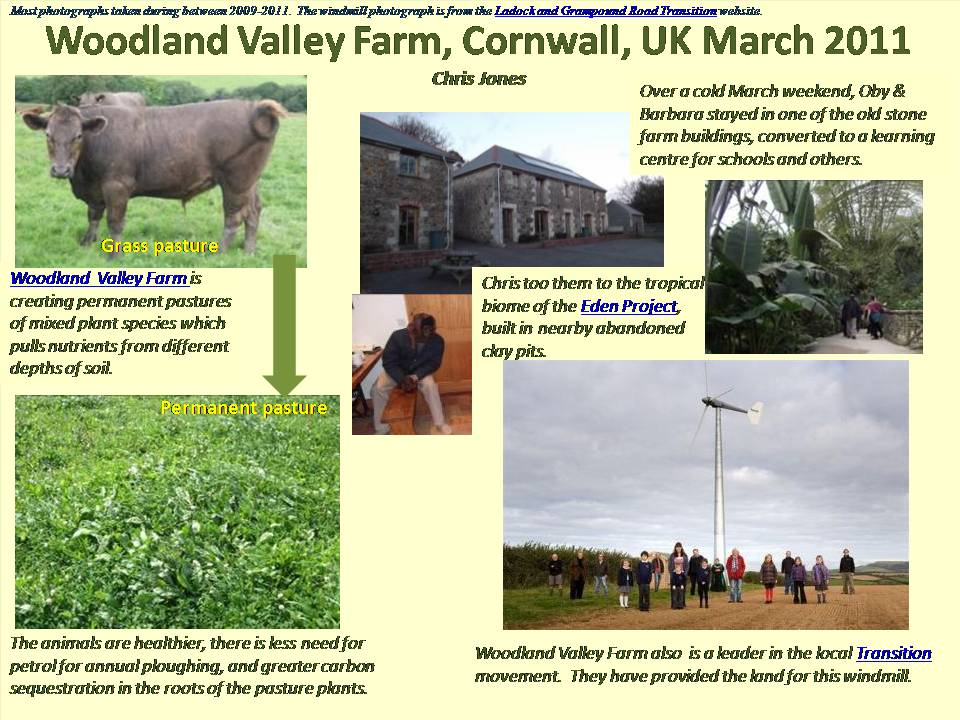 Most photographs taken during between 2009-2011. The windmill photograph is from the Ladock and Grampound Road Transition website.
Woodland Valley Farm, Cornwall, UK March 2011
Chris Jones
Over a cold March weekend, Oby &
Barbara stayed in one of the old stone
farm buildings, converted to a learning
centre for schools and others.
Grass pasture
Woodland Valley Farm is
creating permanent pastures
of mixed plant species which
pulls nutrients from different
depths of soil.
Chris too them to the tropical
biome of the Eden Project,
built in nearby abandoned
clay pits.
Permanent pasture
The animals are healthier, there is less need for
petrol for annual ploughing, and greater carbon
sequestration in the roots of the pasture plants.
Woodland Valley Farm also is a leader in the local Transition
movement. They have provided the land for this windmill.